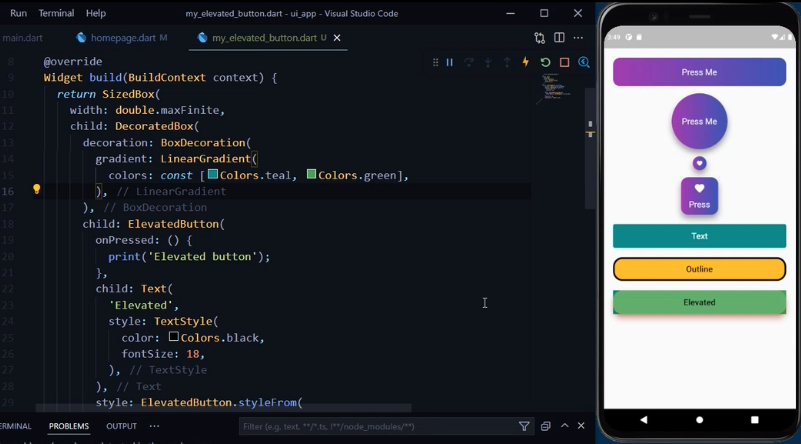 Run Terminal Help
my_elevated_button.dart - ui_app - Visual Studio Code
main.dart homepage.dart M my_elevated_button.dart U
8 @override
9 Widget build(BuildContext context) {
10 return SizedBox(
11 width: double.maxFinite,
12 child: DecoratedBox(
13 decoration: BoxDecoration(
14 gradient: LinearGradient(
15 colors: const [Colors.teal, Colors.green],
16 ), // LinearGradient
17 ), // BoxDecoration
18 child: ElevatedButton(
19 onPressed: () {
20 print('Elevated button');
21 },
22 child: Text(
23 'Elevated',
24 style: TextStyle(
25 color: Colors.black,
26 fontSize: 18,
27 ), // TextStyle
28 ), // Text
29 style: ElevatedButton.styleFrom(
ERMINAL PROBLEMS OUTPUT
Filter (e.g. text, **/*.ts, !**/node_modules/**)
Press Me
Press Me
Press
Text
Outline
Elevated